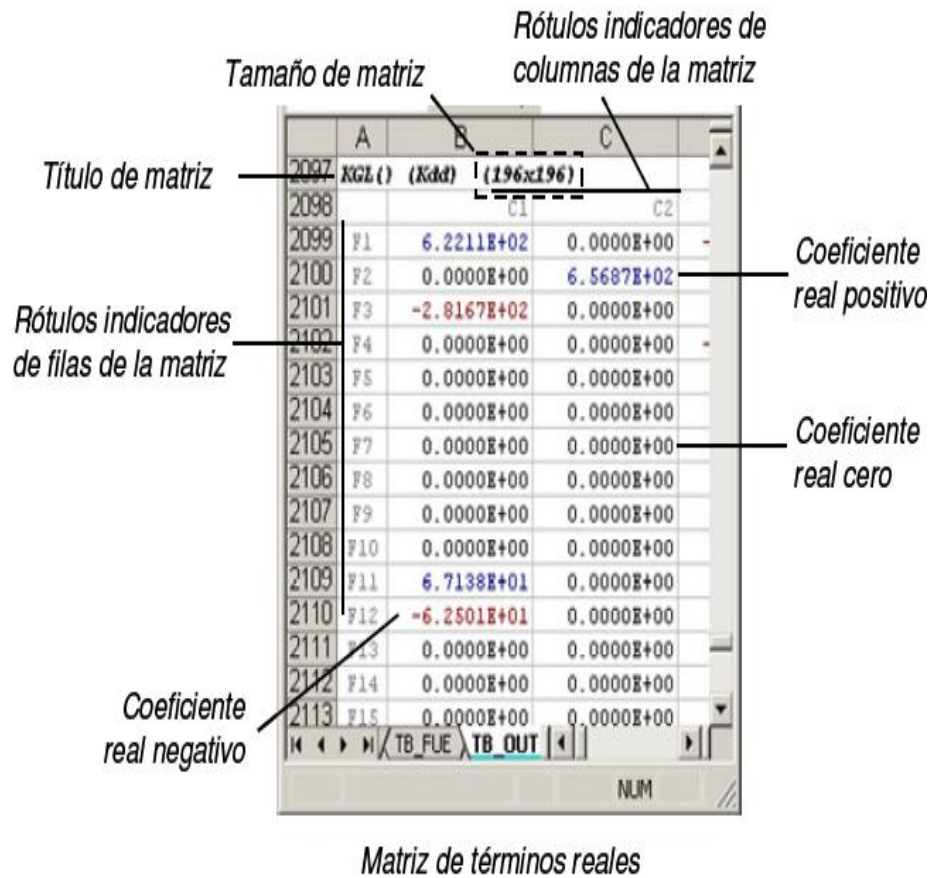 Rótulos indicadores de
columnas de la matriz
Tamaño de matriz
A B C
Título de matriz
2097 KGL() (Kdd) (196x196)
2098 C1 C2
2099 F1 6.2211E+02 0.0000E+00 -
2100 F2 0.0000E+00 6.5687E+02
Coeficiente
real positivo
2101 F3 -2.8167E+02 0.0000E+00
Rótulos indicadores
de filas de la matriz
2102 F4 0.0000E+00 0.0000E+00 -
2103 F5 0.0000E+00 0.0000E+00
2104 F6 0.0000E+00 0.0000E+00
2105 F7 0.0000E+00 0.0000E+00
Coeficiente
real cero
2106 F8 0.0000E+00 0.0000E+00
2107 F9 0.0000E+00 0.0000E+00
2108 F10 0.0000E+00 0.0000E+00
2109 F11 6.7138E+01 0.0000E+00
2110 F12 -6.2501E+01 0.0000E+00
2111 F13 0.0000E+00 0.0000E+00
2112 F14 0.0000E+00 0.0000E+00
2113 F15 0.0000E+00 0.0000E+00
Coeficiente
real negativo
TB_FUE TB_OUT
NUM
Matriz de términos reales